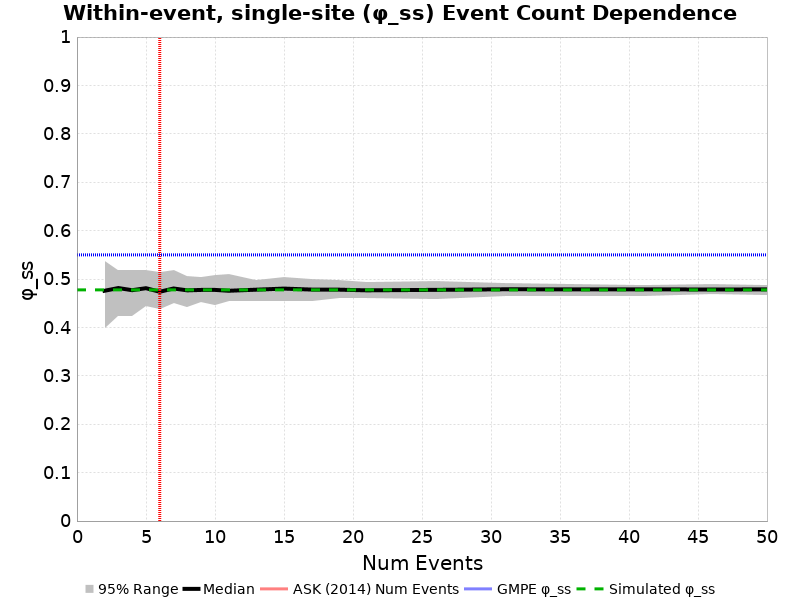 Within-event, single-site (φ_ss) Event Count Dependence
1
0.9
0.8
0.7
0.6
0.5
0.4
0.3
0.2
0.1
0
φ_ss
0 5 10 15 20 25 30 35 40 45 50
Num Events
95% Range Median ASK (2014) Num Events GMPE φ_ss Simulated φ_ss